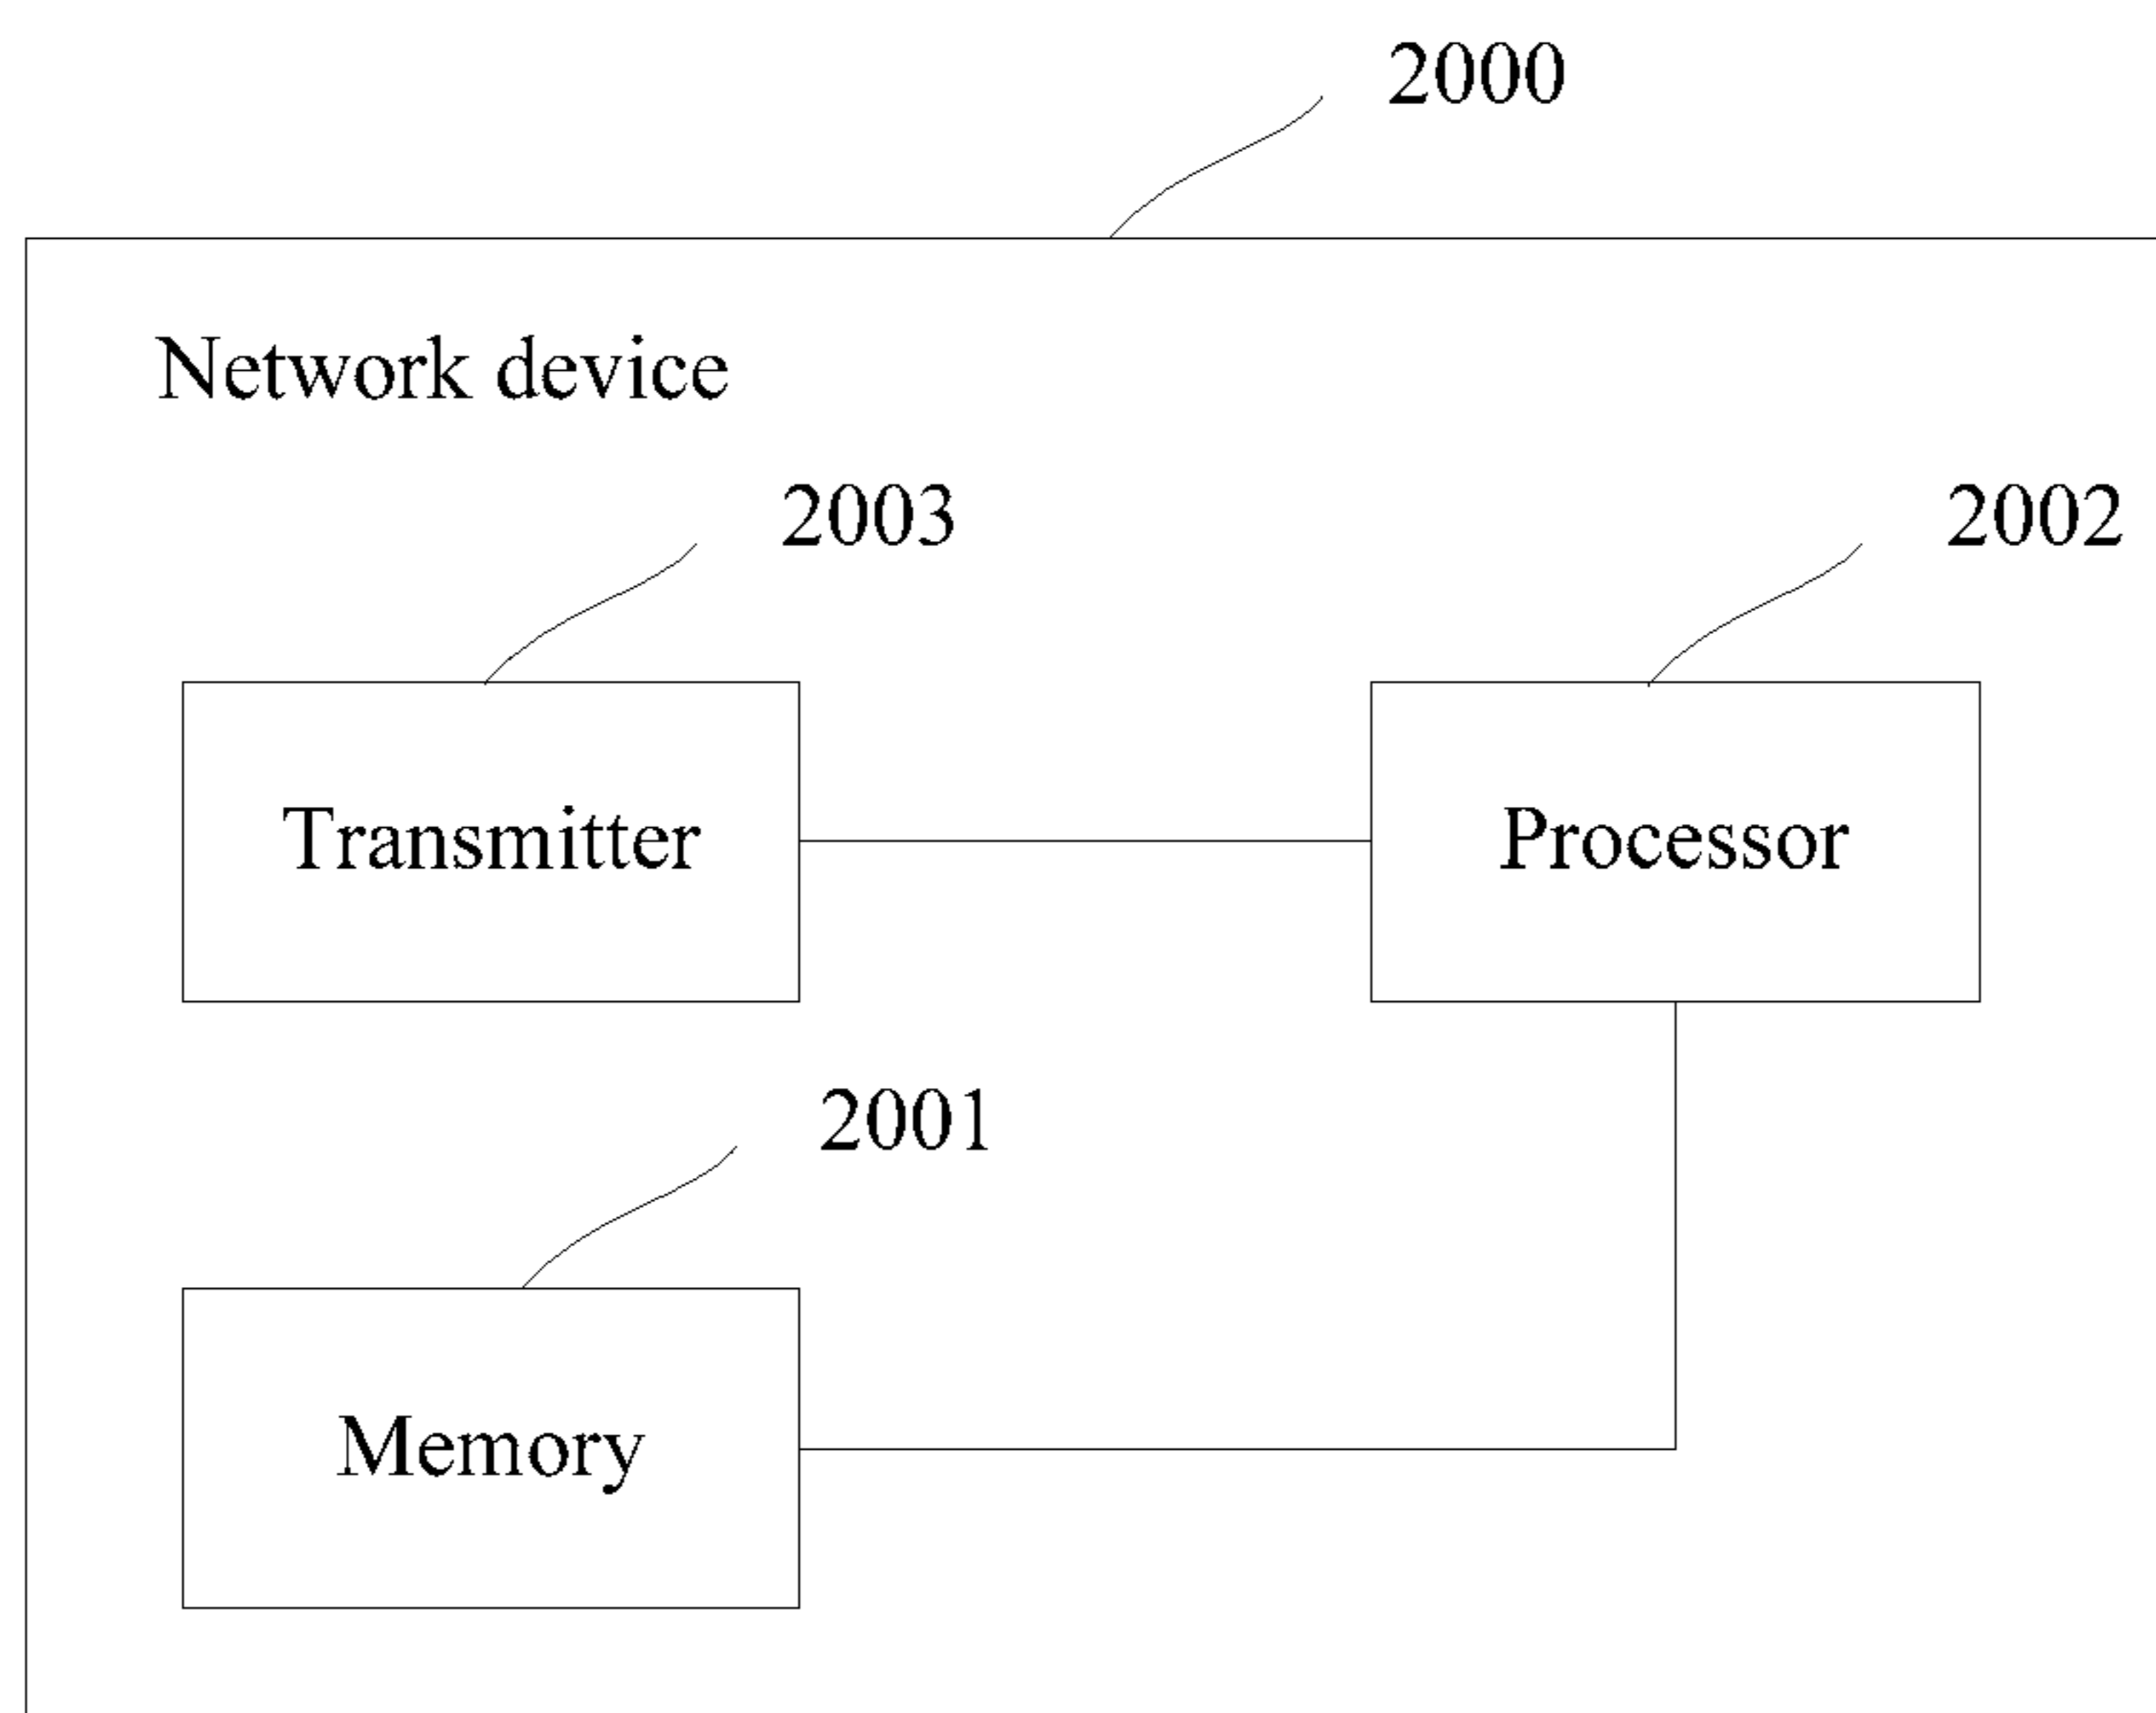 2000
Network device
2003
2002
Transmitter
Processor
2001
Memory